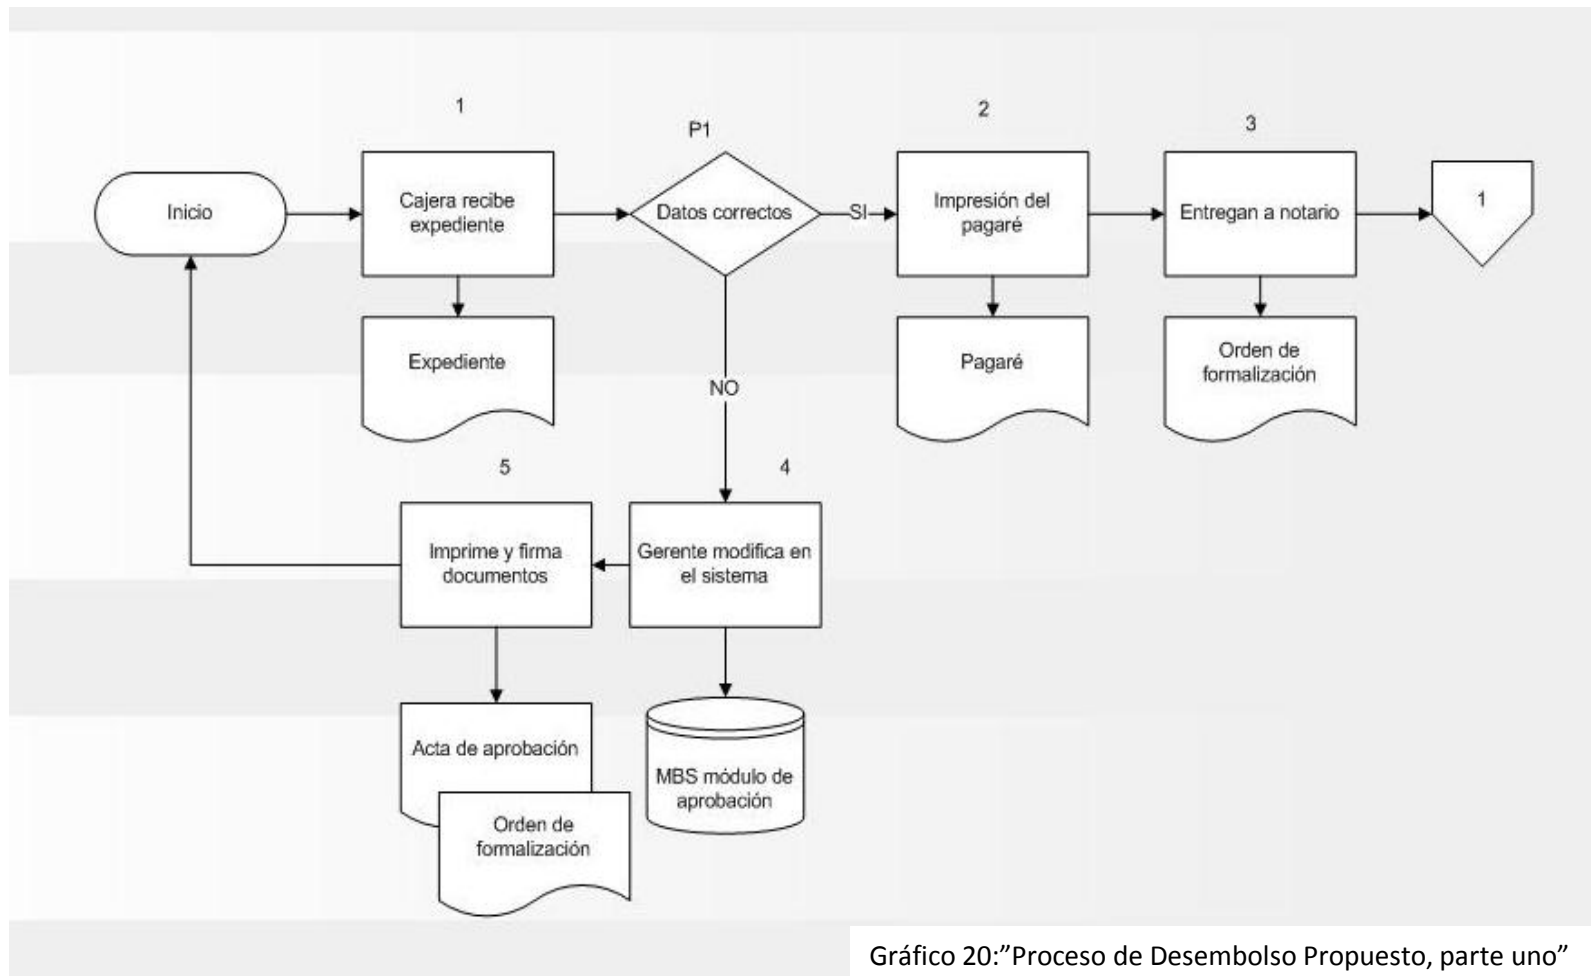 1
P1
2
3
Inicio
Cajera recibe
expediente
Datos correctos
SI
Impresión del
pagaré
Entregan a notario
1
Expediente
Pagaré
Orden de
formalización
NO
5
4
Imprime y firma
documentos
Gerente modifica en
el sistema
Acta de aprobación
Orden de
formalización
MBS módulo de
aprobación
Gráfico 20:”Proceso de Desembolso Propuesto, parte uno”